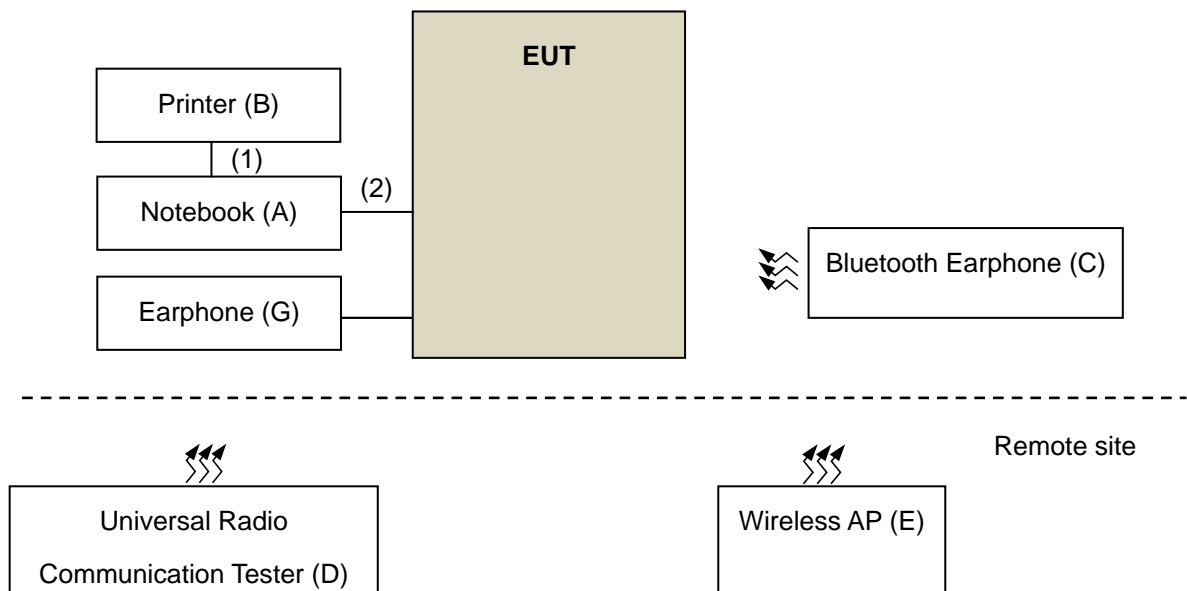 EUT
Printer (B)
(1)
(2)
Notebook (A)
Bluetooth Earphone (C)
Earphone (G)
Remote site
Universal Radio
Communication Tester (D)
Wireless AP (E)